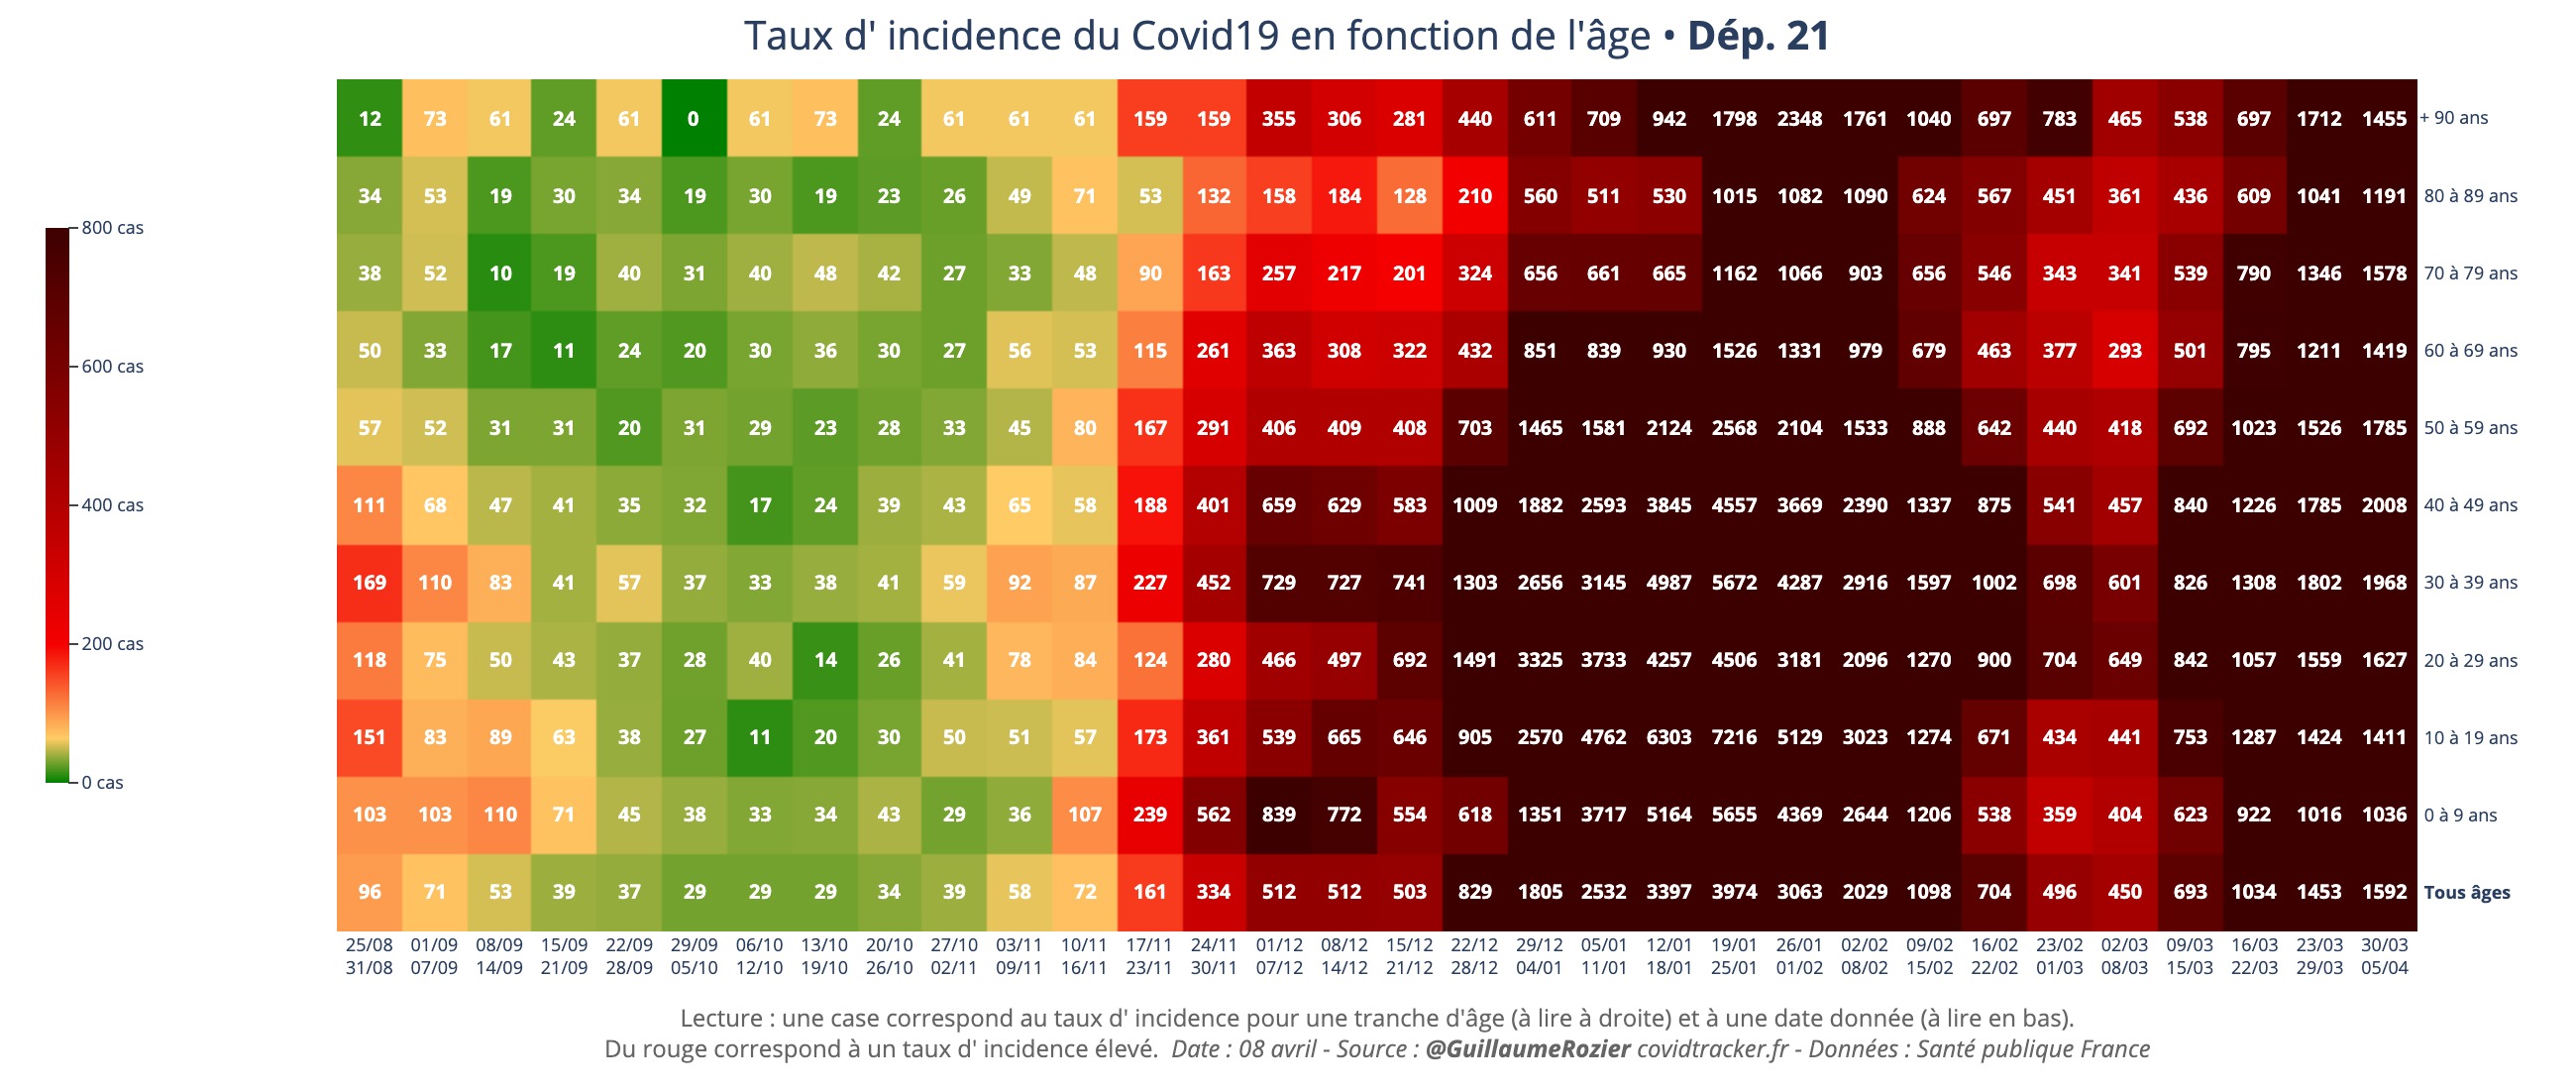 Taux d' incidence du Covid19 en fonction de l'âge • Dép. 21
12 73 61 24 61 0 61 73 24 61 61 61 159 159 355 306 281 440 611 709 942 1798 2348 1761 1040 697 783 465 538 697 1712 1455 + 90 ans
34 53 19 30 34 19 30 19 23 26 49 71 53 132 158 184 128 210 560 511 530 1015 1082 1090 624 567 451 361 436 609 1041 1191 80 à 89 ans
800 cas
38 52 10 19 40 31 40 48 42 27 33 48 90 163 257 217 201 324 656 661 665 1162 1066 903 656 546 343 341 539 790 1346 1578 70 à 79 ans
50 33 17 11 24 20 30 36 30 27 56 53 115 261 363 308 322 432 851 839 930 1526 1331 979 679 463 377 293 501 795 1211 1419 60 à 69 ans
600 cas
57 52 31 31 20 31 29 23 28 33 45 80 167 291 406 409 408 703 1465 1581 2124 2568 2104 1533 888 642 440 418 692 1023 1526 1785 50 à 59 ans
400 cas
111 68 47 41 35 32 17 24 39 43 65 58 188 401 659 629 583 1009 1882 2593 3845 4557 3669 2390 1337 875 541 457 840 1226 1785 2008 40 à 49 ans
169 110 83 41 57 37 33 38 41 59 92 87 227 452 729 727 741 1303 2656 3145 4987 5672 4287 2916 1597 1002 698 601 826 1308 1802 1968 30 à 39 ans
200 cas
118 75 50 43 37 28 40 14 26 41 78 84 124 280 466 497 692 1491 3325 3733 4257 4506 3181 2096 1270 900 704 649 842 1057 1559 1627 20 à 29 ans
151 83 89 63 38 27 11 20 30 50 51 57 173 361 539 665 646 905 2570 4762 6303 7216 5129 3023 1274 671 434 441 753 1287 1424 1411 10 à 19 ans
0 cas
103 103 110 71 45 38 33 34 43 29 36 107 239 562 839 772 554 618 1351 3717 5164 5655 4369 2644 1206 538 359 404 623 922 1016 1036 0 à 9 ans
96 71 53 39 37 29 29 29 34 39 58 72 161 334 512 512 503 829 1805 2532 3397 3974 3063 2029 1098 704 496 450 693 1034 1453 1592 Tous âges
25/08 01/09 08/09 15/09 22/09 29/09 06/10 13/10 20/10 27/10 03/11 10/11 17/11 24/11 01/12 08/12 15/12 22/12 29/12 05/01 12/01 19/01 26/01 02/02 09/02 16/02 23/02 02/03 09/03 16/03 23/03 30/03
31/08 07/09 14/09 21/09 28/09 05/10 12/10 19/10 26/10 02/11 09/11 16/11 23/11 30/11 07/12 14/12 21/12 28/12 04/01 11/01 18/01 25/01 01/02 08/02 15/02 22/02 01/03 08/03 15/03 22/03 29/03 05/04
Lecture : une case correspond au taux d' incidence pour une tranche d'âge (à lire à droite) et à une date donnée (à lire en bas).
Du rouge correspond à un taux d' incidence élevé. Date : 08 avril - Source : @GuillaumeRozier covidtracker.fr - Données : Santé publique France